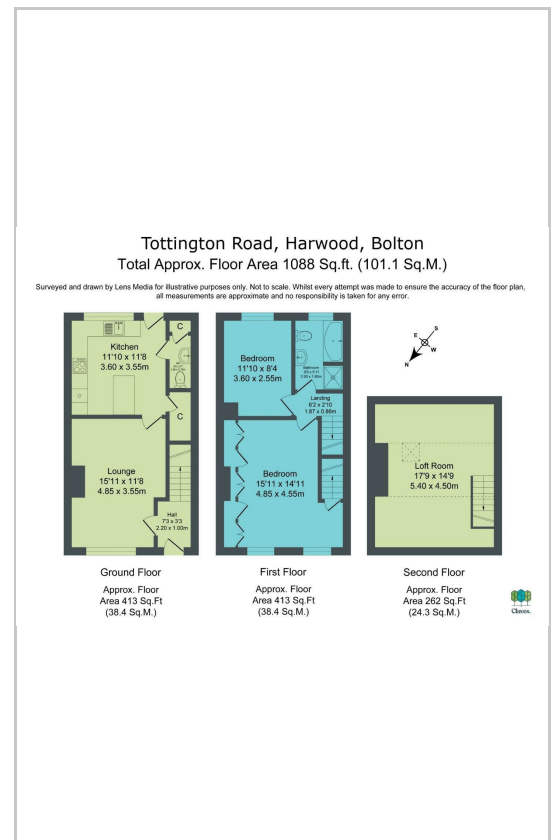 Tottington Road, Harwood, Bolton
Total Approx. Floor Area 1088 Sq.ft. (101.1 Sq.M.)
Surveyed and drawn by Lens Media for illustrative purposes only. Not to scale. Whilst every attempt was made to ensure the accuracy of the floor plan,
all measurements are approximate and no responsibility is taken for any error.
Kitchen
11'10 x 11'8
3.60 x 3.55m
C
C
Lounge
15'11 x 11'8
4.85 x 3.55m
Hall
7'3 x 3'3
2.20 x 1.00m
Ground Floor
Approx. Floor
Area 413 Sq.Ft
(38.4 Sq.M.)
Bedroom
11'10 x 8'4
3.60 x 2.55m
Bathroom
Landing
6'2 x 2'10
1.87 x 0.86m
Bedroom
15'11 x 14'11
4.85 x 4.55m
First Floor
Approx. Floor
Area 413 Sq.Ft
(38.4 Sq.M.)
S
E
W
N
Loft Room
17'9 x 14'9
5.40 x 4.50m
Second Floor
Approx. Floor
Area 262 Sq.Ft
(24.3 Sq.M.)
Claves.